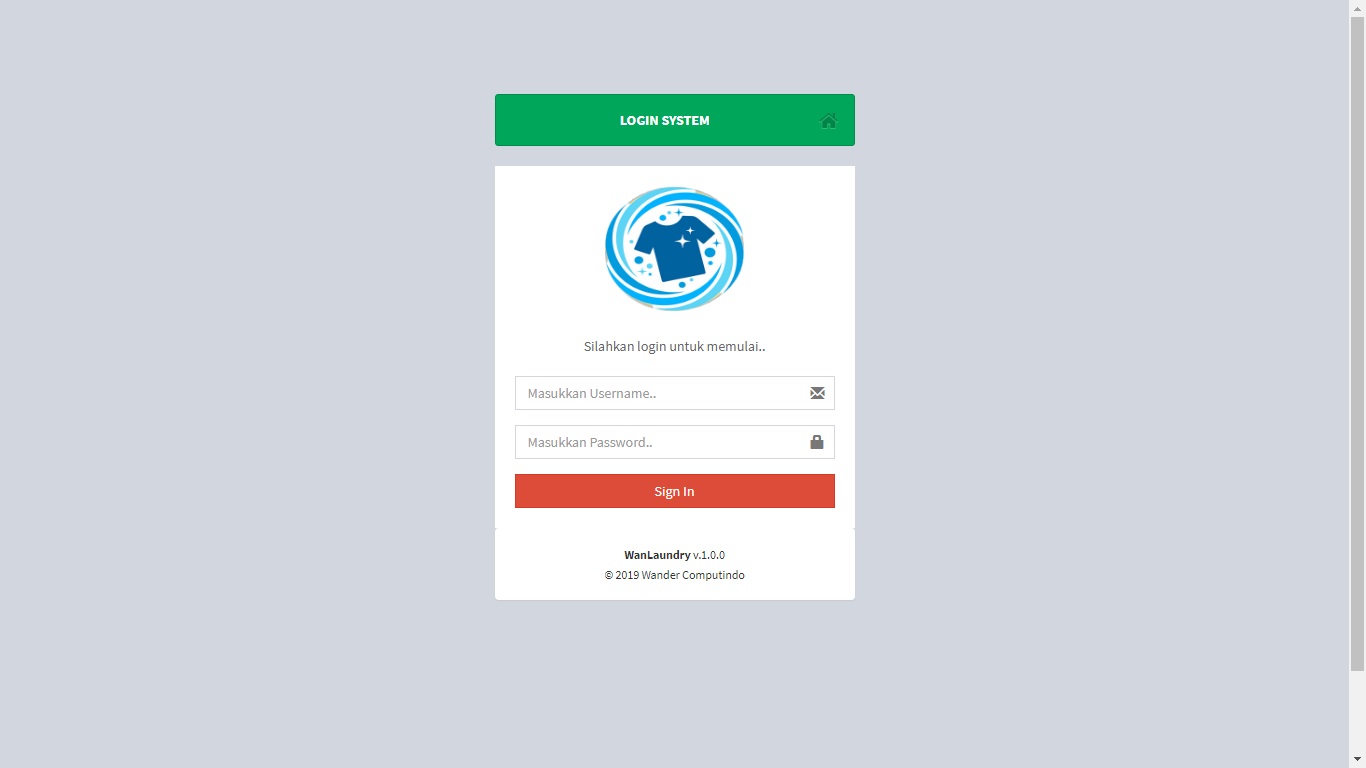 LOGIN SYSTEM
Silahkan login untuk memulai..
Masukkan Username..
Masukkan Password..
Sign In
WanLaundry v.1.0.0
© 2019 Wander Computindo